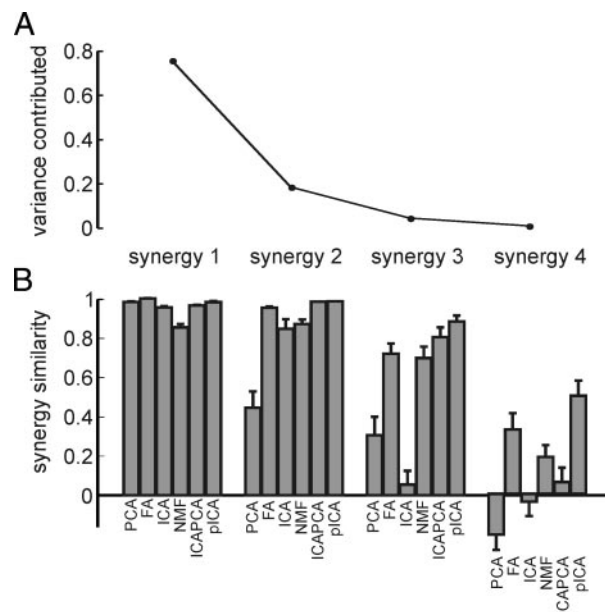 A
variance contributed
0.8
0.6
0.4
0.2
0
synergy 1 synergy 2 synergy 3 synergy 4
B
synergy similarity
1
0.8
0.6
0.4
0.2
0
PCA FA ICA NMF ICAPCA pICA
PCA FA ICA NMF ICAPCA pICA
PCA FA ICA NMF ICAPCA pICA
PCA FA ICA NMF CAPCA pICA